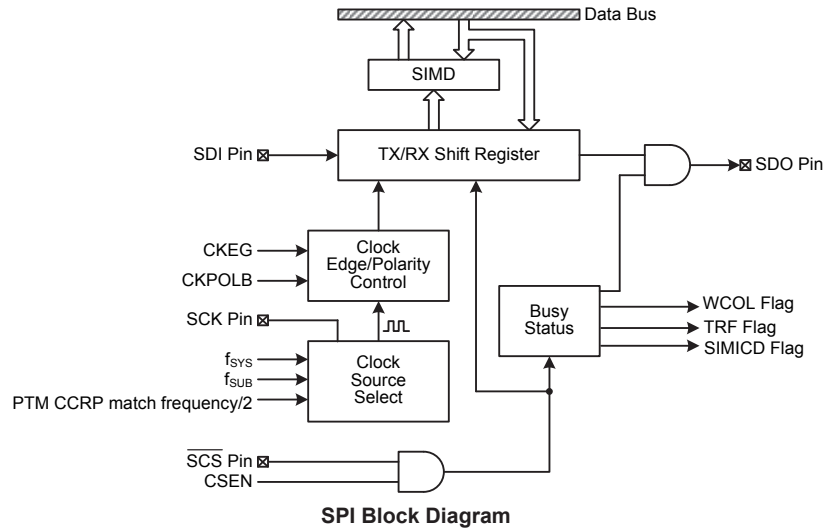 Data Bus
SIMD
SDI Pin
TX/RX Shift Register
SDO Pin
CKEG
CKPOLB
Clock
Edge/Polarity
Control
SCK Pin
Busy
Status
WCOL Flag
TRF Flag
SIMICD Flag
fSYS
fSUB
PTM CCRP match frequency/2
Clock
Source
Select
SCS Pin
CSEN
SPI Block Diagram